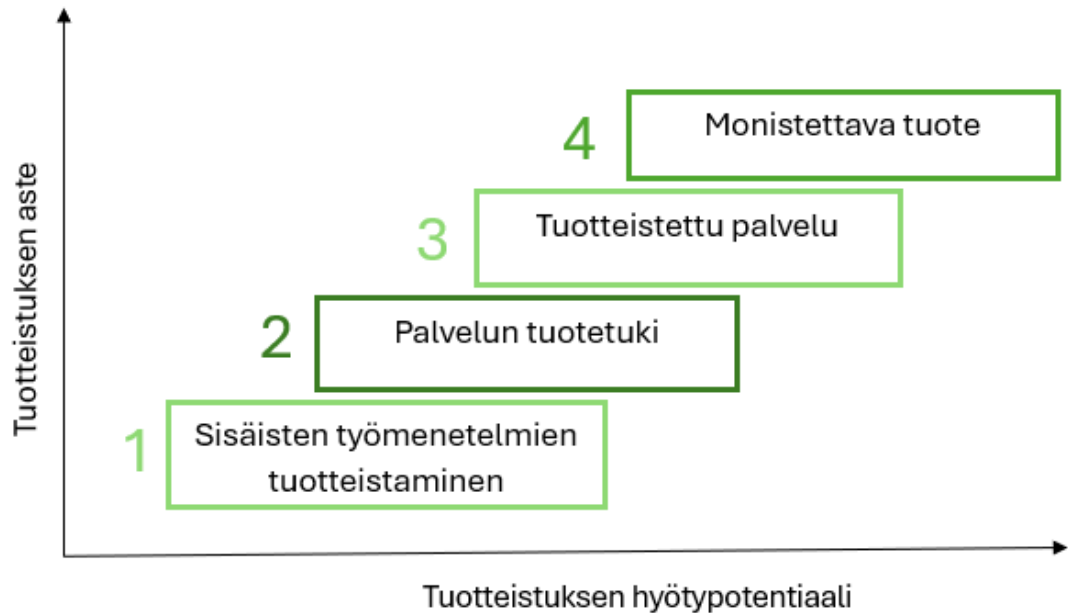 4
Monistettava tuote
3
Tuotteistettu palvelu
2
Palvelun tuotetuki
1
Sisäisten työmenetelmien
tuotteistaminen
Tuotteistuksen aste
Tuotteistuksen hyötypotentiaali